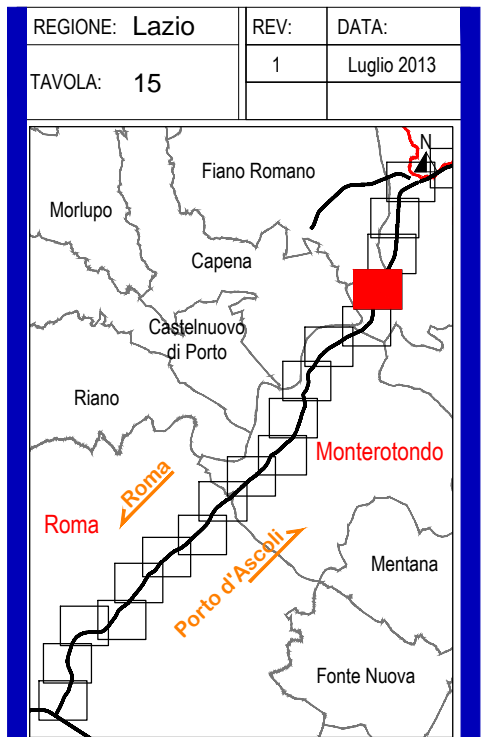 REGIONE: Lazio
REV:
DATA:
TAVOLA: 15
1
Luglio 2013
N
Fiano Romano
Morlupo
Capena
Castelnuovo
di Porto
Riano
Monterotondo
Roma
Roma
Porto d'Ascoli
Mentana
Fonte Nuova